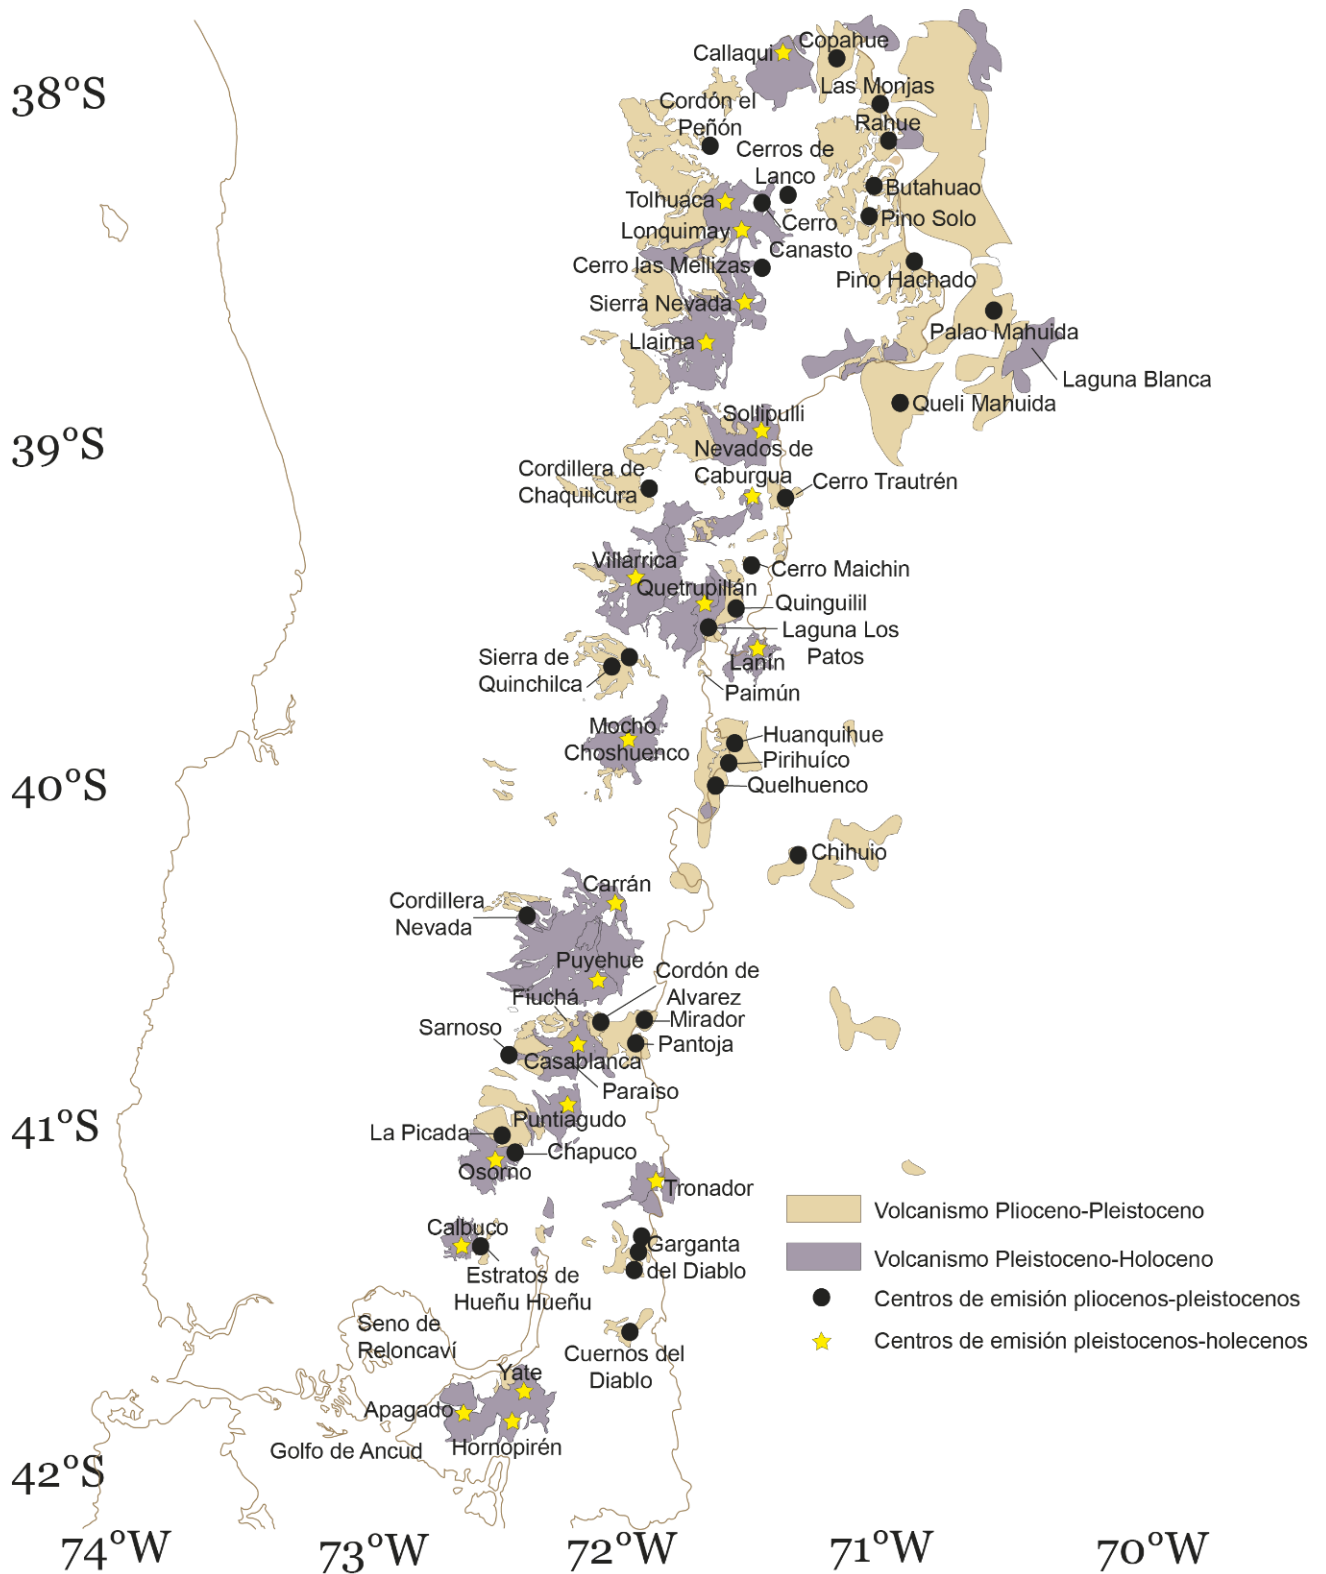 38°S
39°S
40°S
41°S
42°S
74°W
73°W
72°W
71°W
70°W
Callaqui
Copahue
Las Monjas
Cordón el
Peñón
Rahue
Cerros de
Lanco
Butahuao
Tolhuaca
Pino Solo
Cerro
Canasto
Lonquimay
Cerro las Mellizas
Pino Hachado
Sierra Nevada
Palao Mahuida
Llaima
Laguna Blanca
Queli Mahuida
Sollipulli
Nevados de
Caburgua
Cordillera de
Chaquilcura
Cerro Trautrén
Villarrica
Cerro Maichin
Quetrupillán
Quinguilil
Laguna Los
Patos
Sierra de
Quinchilca
Lanín
Paimún
Mocho
Choshuenco
Huanquihue
Pirihuíco
Quelhuenco
Chihuio
Carrán
Cordillera
Nevada
Puyehue
Cordón de
Alvarez
Fiuchá
Mirador
Sarnoso
Pantoja
Casablanca
Paraiso
Puntiagudo
La Picada
Chapuco
Osorno
Tronador
Calbuco
Garganta
del Diablo
Estratos de
Hueñu Hueñu
Seno de
Reloncaví
Cuernos del
Diablo
Yate
Apagado
Hornopirén
Golfo de Ancud
Volcanismo Plioceno-Pleistoceno
Volcanismo Pleistoceno-Holoceno
Centros de emisión pliocenos-pleistocenos
Centros de emisión pleistocenos-holecenos